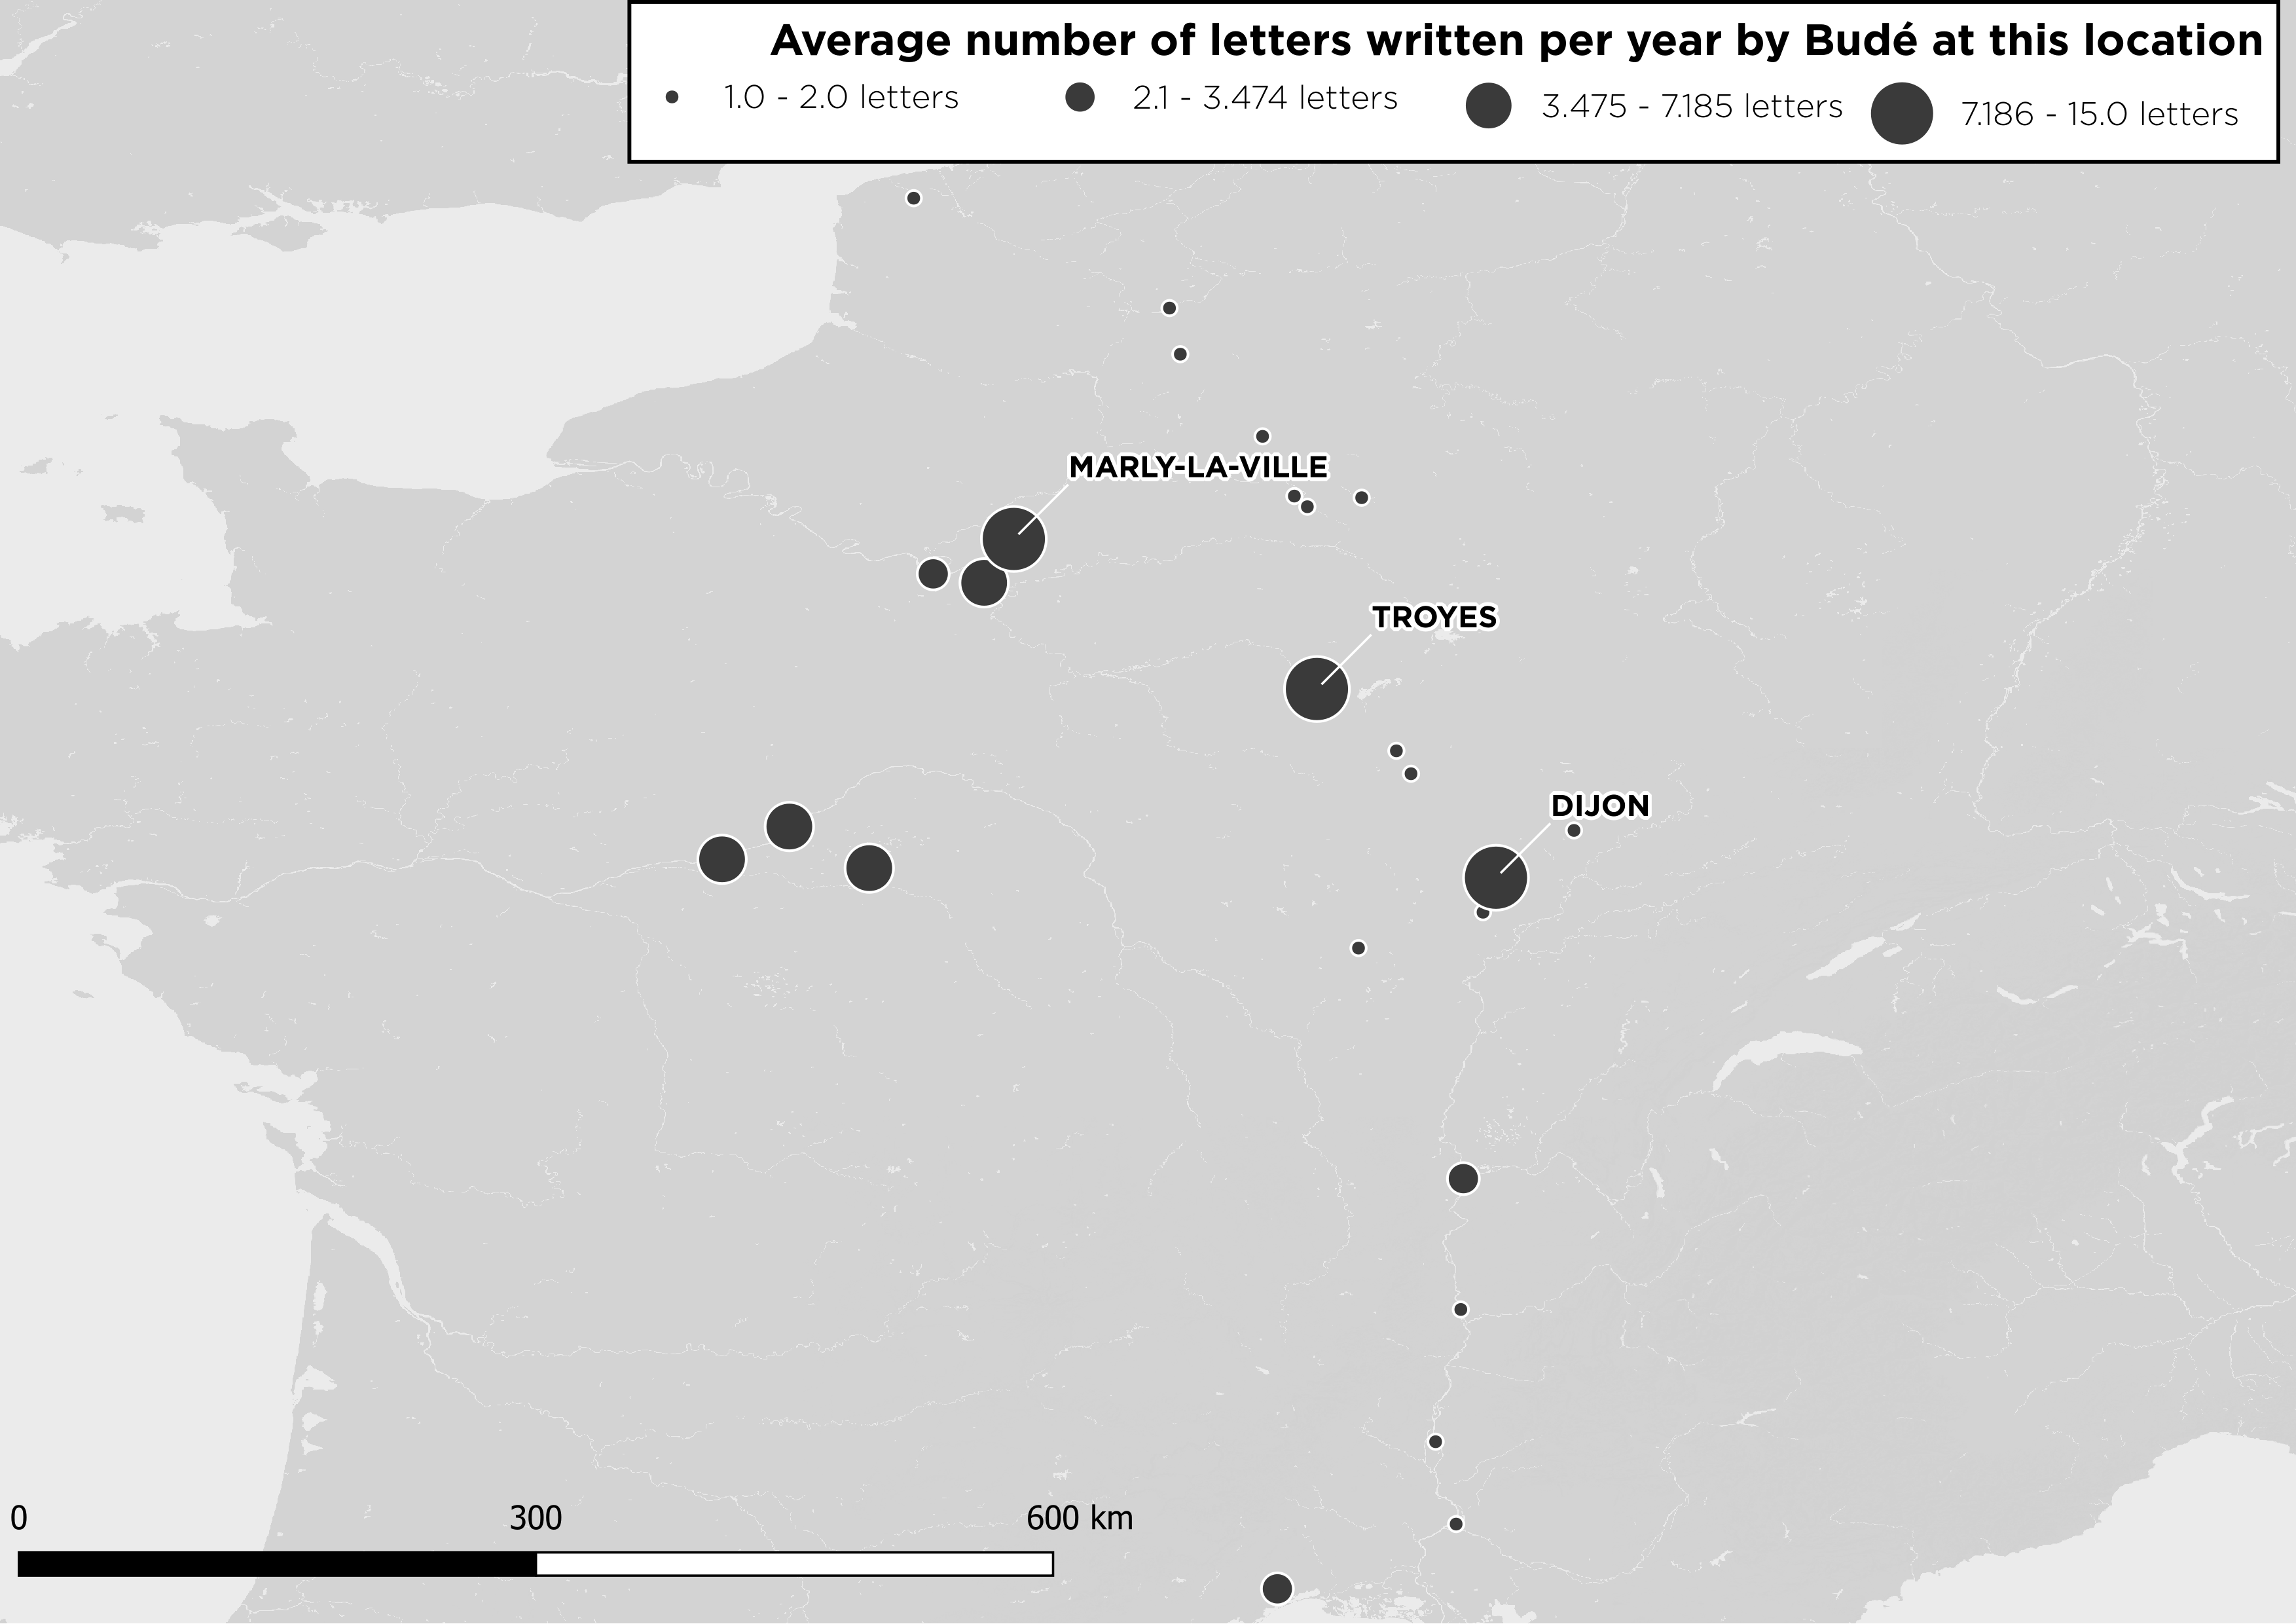 Average number of letters written per year by Budé at this location
1.0 - 2.0 letters
2.1 - 3.474 letters
3.475 - 7.185 letters
7.186 - 15.0 letters
MARLY-LA-VILLE
TROYES
DIJON
0 300 600 km